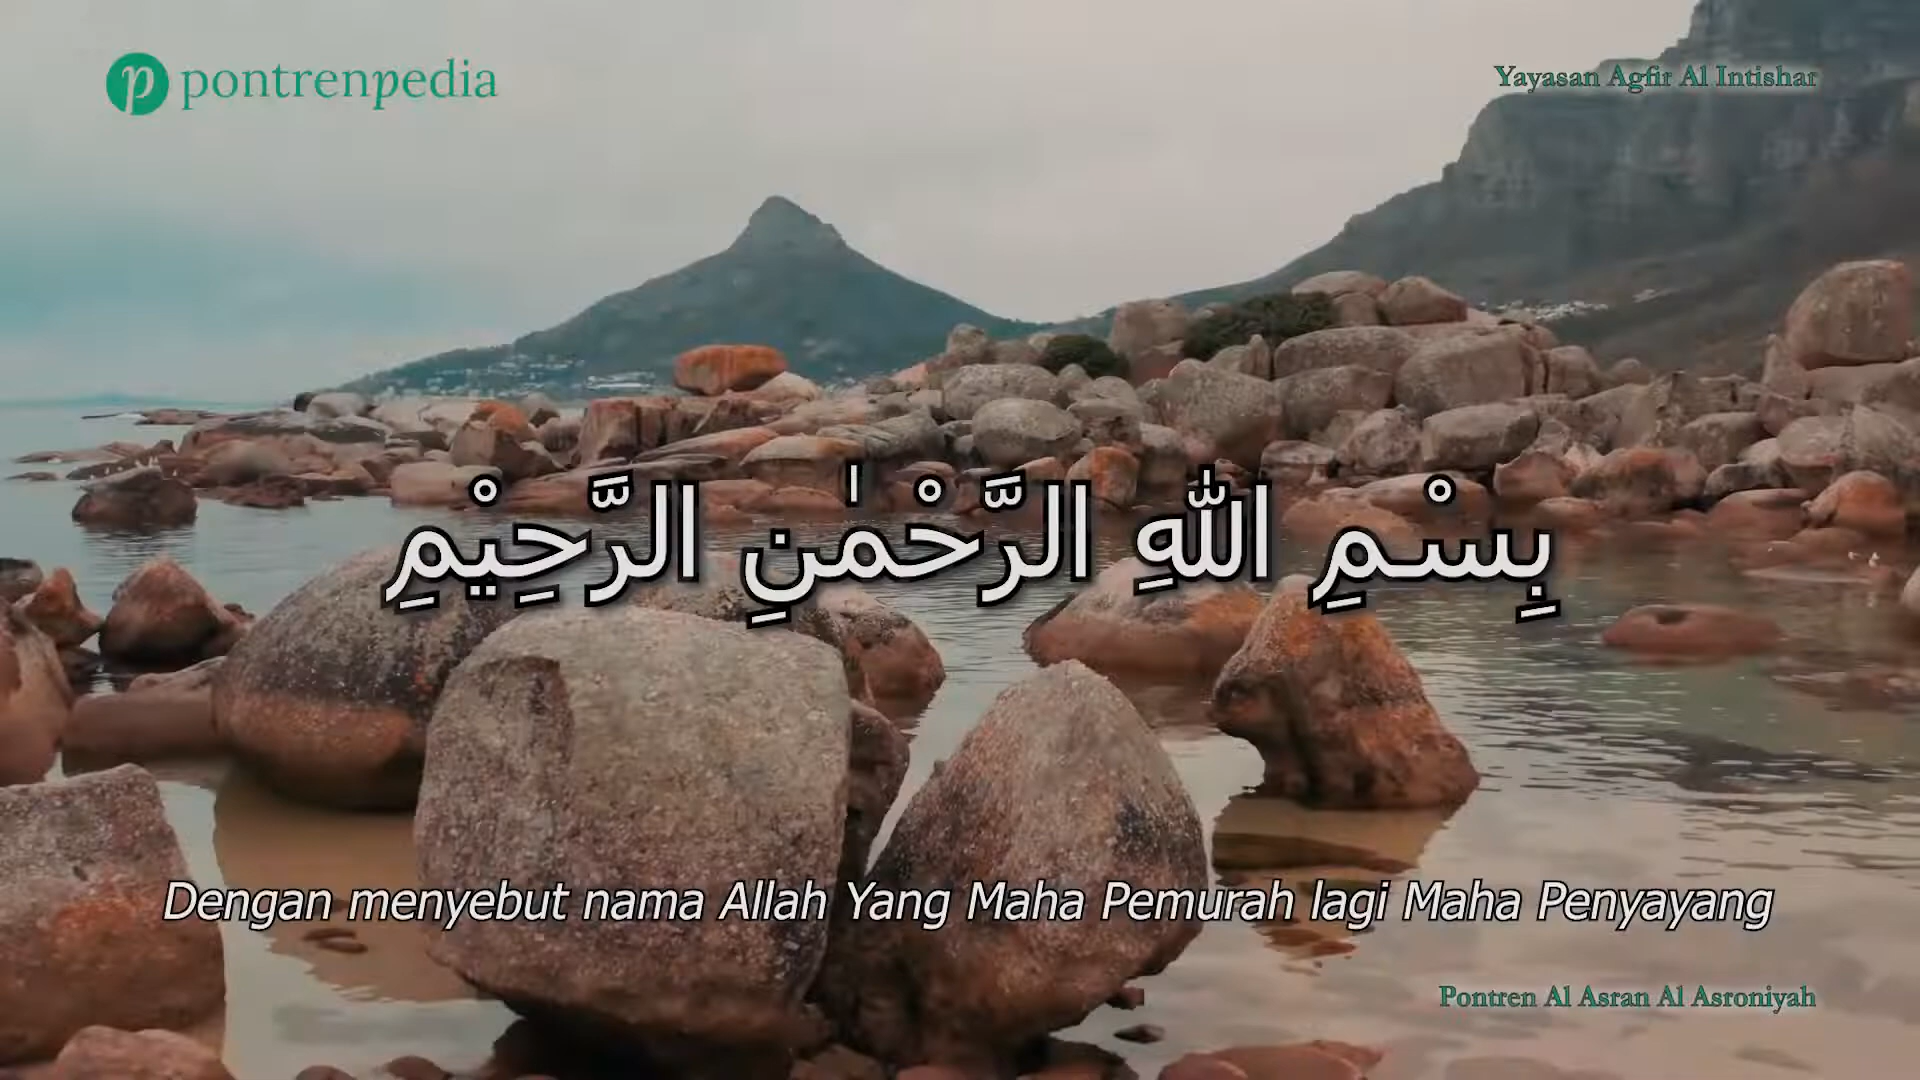 pontrenpedia
Yayasan Agfir Al Intishar
بِسْمِ اللّٰهِ الرَّحْمٰنِ الرَّحِيْمِ
Dengan menyebut nama Allah Yang Maha Pemurah lagi Maha Penyayang
Pontren Al Asran Al Asroniyah